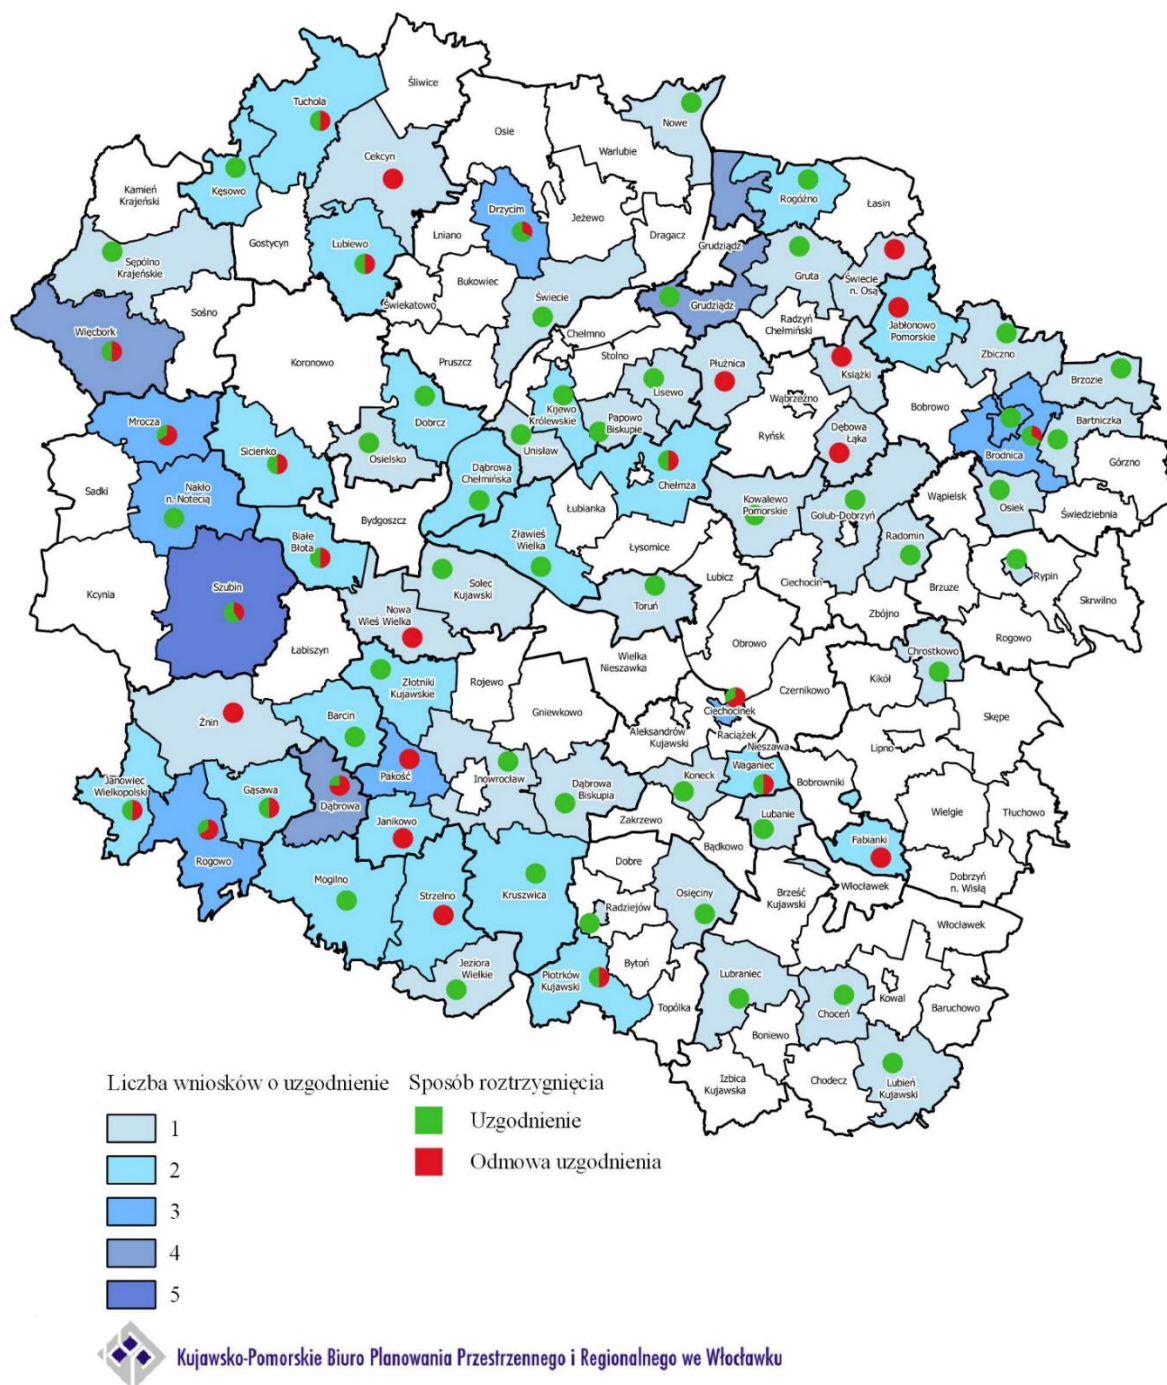 Śliwice
Tuchola
Osie
Nowe
Cekcyn
Warlubie
Kamień
Krajeński
Kęsowo
Rogóźno
Łasin
Drzycim
Jeżewo
Gostycyn
Lubiewo
Lniano
Dragacz
Grudziądz
Sępólno
Krajeńskie
Bukowiec
Gruta
Świecie
n. Osą
Świekatowo
Świecie
Grudziądz
Sośno
Radzyń
Chełmiński
Jabłonowo
Pomorskie
Więcbork
Chełmno
Zbiczno
Koronowo
Pruszcz
Stolno
Płużnica
Książki
Brzozie
Lisewo
Wąbrzeźno
Bobrowo
Kijewo
Królewskie
Papowo
Biskupie
Bartniczka
Mrocza
Dobrcz
Dębowa
Łąka
Ryńsk
Sicienko
Osielsko
Unisław
Brodnica
Górzno
Dąbrowa
Chełmińska
Chełmża
Sadki
Nakło
n. Notecią
Kowalewo
Pomorskie
Golub-Dobrzyń
Wąpielsk
Osiek
Świedziebnia
Łubianka
Bydgoszcz
Zławieś
Wielka
Białe
Błota
Łysomice
Radomin
Kcynia
Szubin
Solec
Kujawski
Lubicz
Ciechocin
Brzuze
Rypin
Skrwilno
Toruń
Nowa
Wieś Wielka
Zbójno
Łabiszyn
Obrowo
Rogowo
Wielka
Nieszawka
Chrostkowo
Złotniki
Kujawskie
Rojewo
Kikół
Czernikowo
Żnin
Barcin
Gniewkowo
Ciechocinek
Skępe
Aleksandrów
Kujawski
Raciążek
Lipno
Nieszawa
Pakość
Inowrocław
Waganiec
Koneck
Bobrowniki
Janowiec
Wielkopolski
Gąsawa
Dąbrowa
Dąbrowa
Biskupia
Lubanie
Wielgie
Tłuchowo
Janikowo
Zakrzewo
Fabianki
Bądkowo
Rogowo
Dobre
Mogilno
Strzelno
Kruszwica
Osięciny
Brześć
Kujawski
Włocławek
Dobrzyń
n. Wisłą
Radziejów
Włocławek
Jeziora
Wielkie
Piotrków
Kujawski
Bytoń
Lubraniec
Kowal
Topólka
Choceń
Baruchowo
Boniewo
Izbica
Kujawska
Chodecz
Lubień
Kujawski
Liczba wniosków o uzgodnienie
1
2
3
4
5
Sposób roztrzygnięcia
Uzgodnienie
Odmowa uzgodnienia
Kujawsko-Pomorskie Biuro Planowania Przestrzennego i Regionalnego we Włocławku